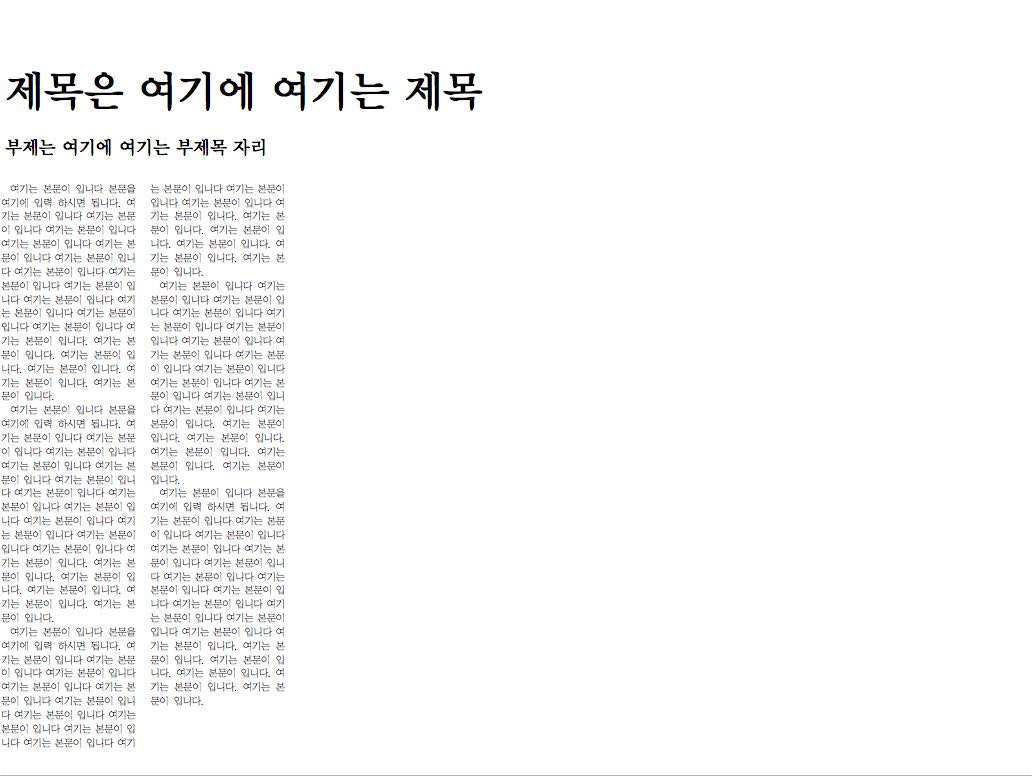 제목은 여기에 여기는 제목
부제는 여기에 여기는 부제목 자리
여기는 본문이 입니다 본문을
여기에 입력 하시면 됩니다. 여
기는 본문이 입니다 여기는 본문
이 입니다 여기는 본문이 입니다
여기는 본문이 입니다 여기는 본
문이 입니다 여기는 본문이 입니
다 여기는 본문이 입니다 여기는
본문이 입니다 여기는 본문이 입
니다 여기는 본문이 입니다 여기
는 본문이 입니다 여기는 본문이
입니다 여기는 본문이 입니다 여
기는 본문이 입니다. 여기는 본
문이 입니다. 여기는 본문이 입
니다. 여기는 본문이 입니다. 여
기는 본문이 입니다. 여기는 본
문이 입니다.
여기는 본문이 입니다 본문을
여기에 입력 하시면 됩니다. 여
기는 본문이 입니다 여기는 본문
이 입니다 여기는 본문이 입니다
여기는 본문이 입니다 여기는 본
문이 입니다 여기는 본문이 입니
다 여기는 본문이 입니다 여기는
본문이 입니다 여기는 본문이 입
니다 여기는 본문이 입니다 여기
는 본문이 입니다 여기는 본문이
입니다 여기는 본문이 입니다 여
기는 본문이 입니다. 여기는 본
문이 입니다. 여기는 본문이 입
니다. 여기는 본문이 입니다. 여
기는 본문이 입니다. 여기는 본
문이 입니다.
여기는 본문이 입니다 본문을
여기에 입력 하시면 됩니다. 여
기는 본문이 입니다 여기는 본문
이 입니다 여기는 본문이 입니다
여기는 본문이 입니다 여기는 본
문이 입니다 여기는 본문이 입니
다 여기는 본문이 입니다 여기는
본문이 입니다 여기는 본문이 입
니다 여기는 본문이 입니다 여기
는 본문이 입니다 여기는 본문이
입니다 여기는 본문이 입니다 여
기는 본문이 입니다. 여기는 본
문이 입니다. 여기는 본문이 입
니다. 여기는 본문이 입니다. 여
기는 본문이 입니다. 여기는 본
문이 입니다.
여기는 본문이 입니다 여기는
본문이 입니다 여기는 본문이 입
니다 여기는 본문이 입니다 여기
는 본문이 입니다 여기는 본문이
입니다 여기는 본문이 입니다 여
기는 본문이 입니다 여기는 본문
이 입니다 여기는 본문이 입니다
여기는 본문이 입니다 여기는 본
문이 입니다 여기는 본문이 입니
다 여기는 본문이 입니다 여기는
본문이 입니다. 여기는 본문이
입니다. 여기는 본문이 입니다.
여기는 본문이 입니다. 여기는
본문이 입니다. 여기는 본문이
입니다.
여기는 본문이 입니다 본문을
여기에 입력 하시면 됩니다. 여
기는 본문이 입니다 여기는 본문
이 입니다 여기는 본문이 입니다
여기는 본문이 입니다 여기는 본
문이 입니다 여기는 본문이 입니
다 여기는 본문이 입니다 여기는
본문이 입니다 여기는 본문이 입
니다 여기는 본문이 입니다 여기
는 본문이 입니다 여기는 본문이
입니다 여기는 본문이 입니다 여
기는 본문이 입니다. 여기는 본
문이 입니다. 여기는 본문이 입
니다. 여기는 본문이 입니다. 여
기는 본문이 입니다. 여기는 본
문이 입니다.